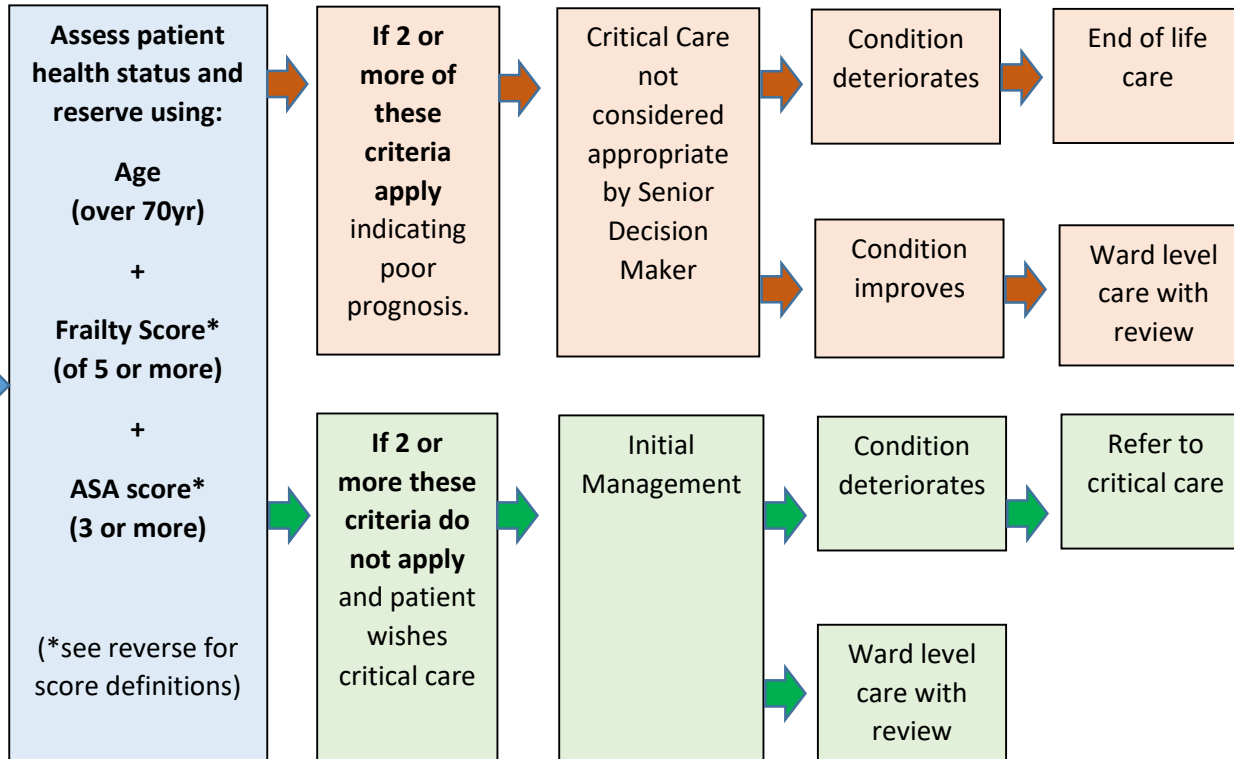 Assess patient
health status and
reserve using:
Age
(over 70yr)
+
Frailty Score*
(of 5 or more)
+
ASA score*
(3 or more)
(*see reverse for
score definitions)
If 2 or
more of
these
criteria
apply
indicating
poor
prognosis.
Critical Care
not
considered
appropriate
by Senior
Decision
Maker
Condition
deteriorates
End of life
care
Condition
improves
Ward level
care with
review
If 2 or
more these
criteria do
not apply
and patient
wishes
critical care
Initial
Management
Condition
deteriorates
Refer to
critical care
Ward level
care with
review